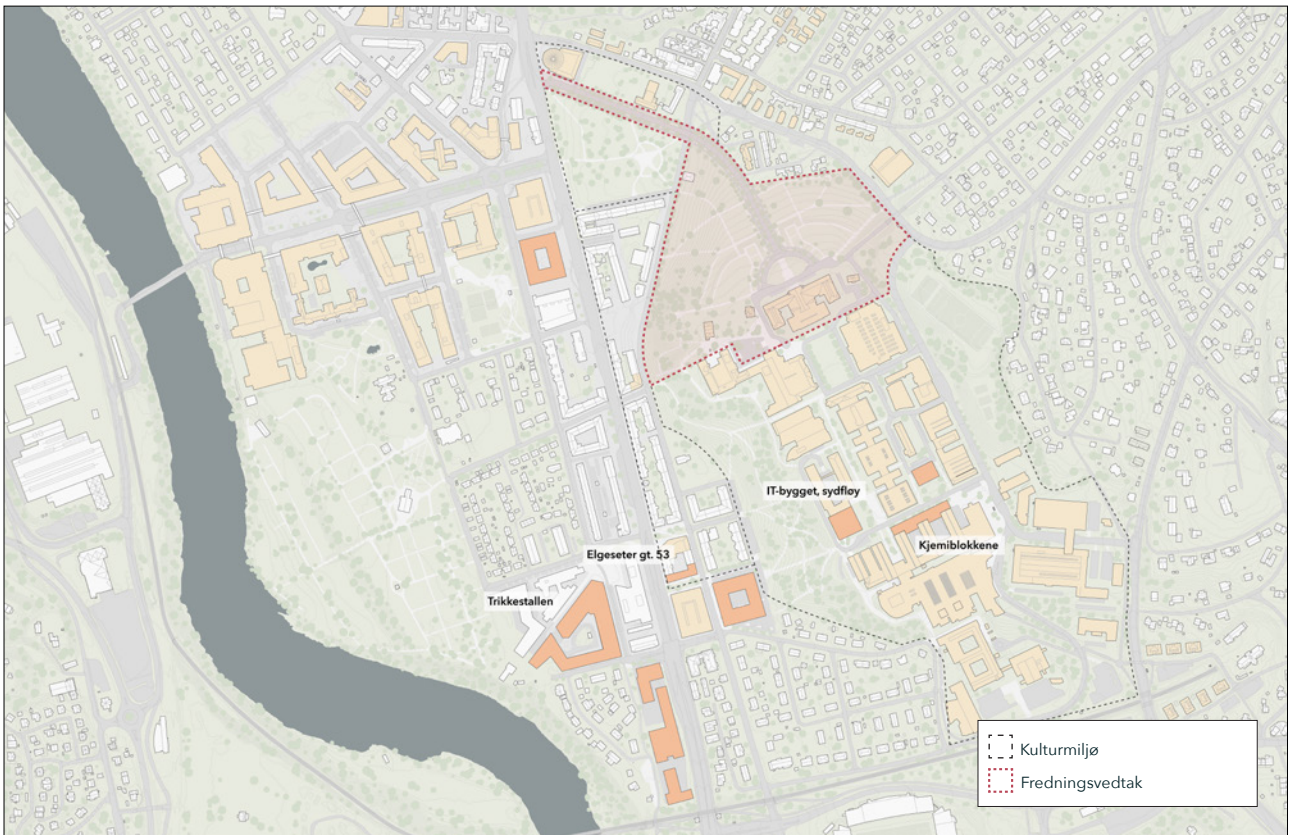 IT-bygget, sydfløy
Kjemiblokkene
Elgeseter gt. 53
Trikkestallen
Kulturmiljø
Fredningsvedtak